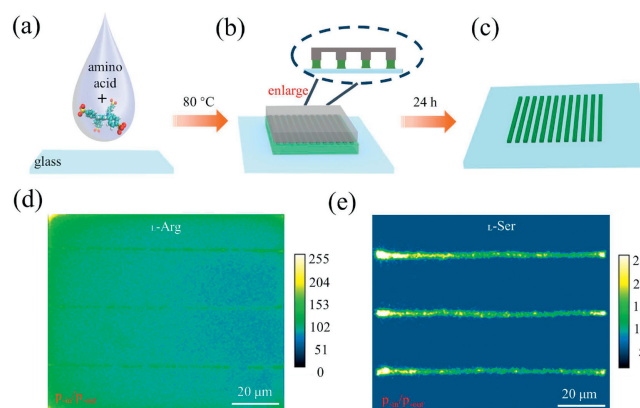 (a)
(b)
(c)
amino
acid
+
glass
80 °C
enlarge
24 h
(d)
(e)
L-Arg
255
204
153
102
51
0
20 μm
L-Ser
20 μm